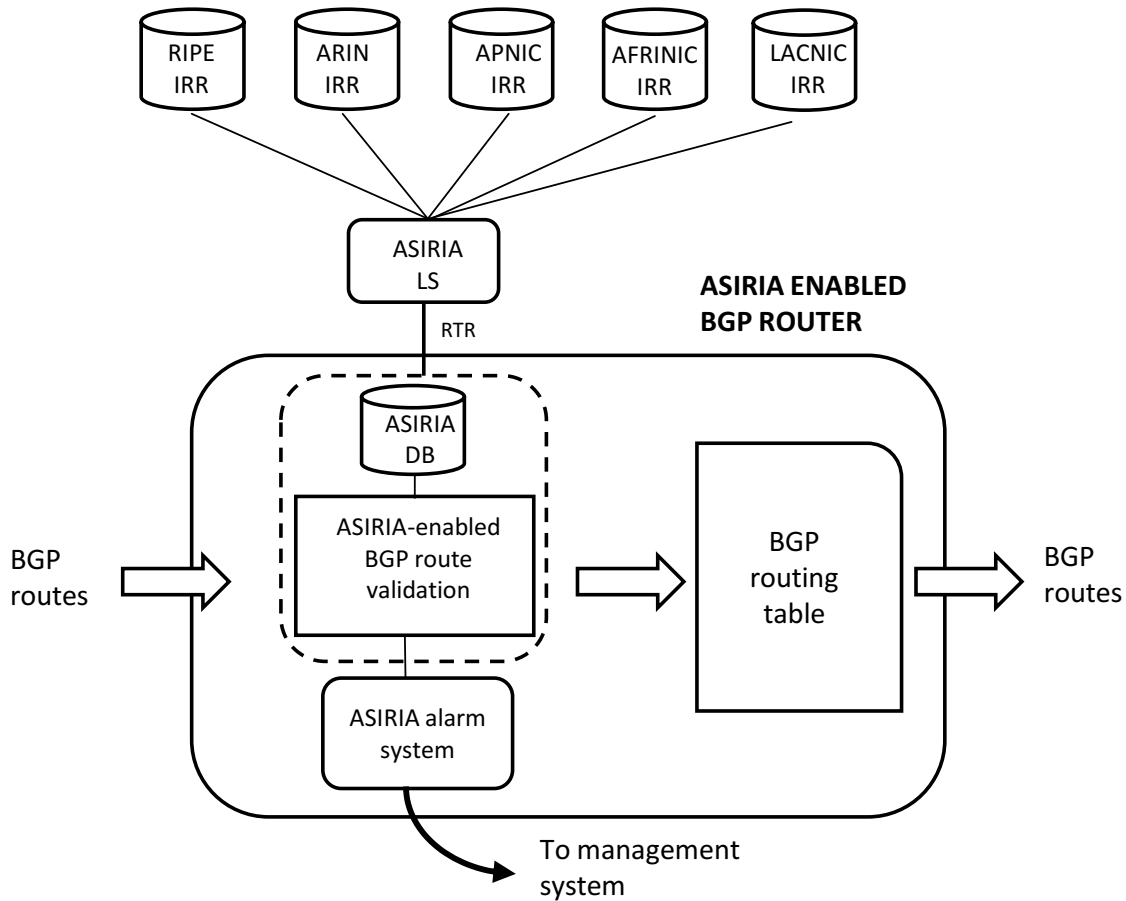 RIPE
IRR
ARIN
IRR
APNIC
IRR
AFRINIC
IRR
LACNIC
IRR
ASIRIA
LS
RTR
ASIRIA ENABLED
BGP ROUTER
ASIRIA
DB
ASIRIA-enabled
BGP route
validation
BGP
routes
BGP
routing
table
BGP
routes
ASIRIA alarm
system
To management
system